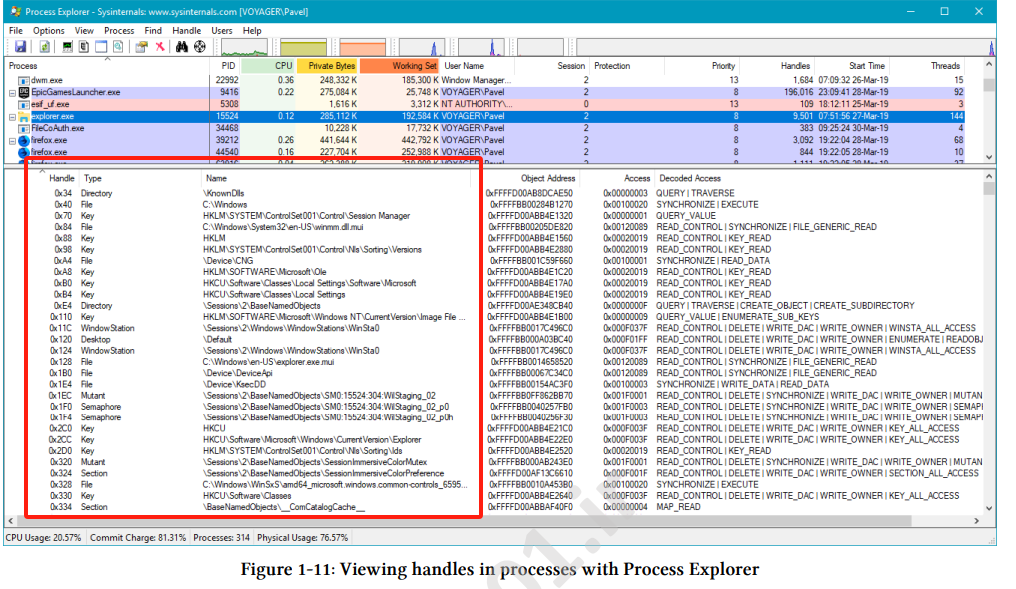 Process Explorer - Sysinternals: www.sysinternals.com [VOYAGER\Pavel]
File Options View Process Find Handle Users Help
Process PID CPU Private Bytes Working Set User Name Session Protection Priority Handles Start Time Threads
dwm.exe 22992 0.36 248,332 K 185,300 K Window Manager... 2 13 1,684 07:09:32 26-Mar-19 15
EpicGamesLauncher.exe 9416 0.22 275,084 K 25,748 K VOYAGER\Pavel 2 8 196,016 23:09:41 28-Mar-19 92
esif_uf.exe 5308 1,616 K 3,312 K NT AUTHORITY\... 0 13 109 18:12:11 25-Mar-19 3
explorer.exe 15524 0.12 285,112 K 192,584 K VOYAGER\Pavel 2 8 9,501 07:51:56 27-Mar-19 144
FileCoAuth.exe 34468 10,228 K 17,732 K VOYAGER\Pavel 2 8 383 09:25:24 30-Mar-19 4
firefox.exe 39212 0.26 441,644 K 442,792 K VOYAGER\Pavel 2 8 3,092 19:22:04 28-Mar-19 68
firefox.exe 44540 0.16 227,704 K 252,988 K VOYAGER\Pavel 2 8 844 19:22:05 28-Mar-19 10
Handle Type Name Object Address Access Decoded Access
0x34 Directory \KnownDlls 0xFFFFD00AB8DCAE50 0x00000003 QUERY | TRAVERSE
0x40 File C:\Windows 0xFFFFBB00284B1270 0x00100020 SYNCHRONIZE | EXECUTE
0x70 Key HKLM\SYSTEM\ControlSet001\Control\Session Manager 0xFFFFD00ABB4E1320 0x00000001 QUERY_VALUE
0x84 File C:\Windows\System32\en-US\winmm.dll.mui 0xFFFFBB00205DE820 0x00120089 READ_CONTROL | SYNCHRONIZE | FILE_GENERIC_READ
0x88 Key HKLM 0xFFFFD00ABB4E1560 0x00020019 READ_CONTROL | KEY_READ
0x98 Key HKLM\SYSTEM\ControlSet001\Control\Nls\Sorting\Versions 0xFFFFD00ABB4E2880 0x00020019 READ_CONTROL | KEY_READ
0xA4 File \Device\CNG 0xFFFFBB001C59F660 0x00100001 SYNCHRONIZE | READ_DATA
0xA8 Key HKLM\SOFTWARE\Microsoft\Ole 0xFFFFD00ABB4E1C20 0x00020019 READ_CONTROL | KEY_READ
0xB0 Key HKCU\Software\Classes\Local Settings\Software\Microsoft 0xFFFFD00ABB4E17A0 0x00020019 READ_CONTROL | KEY_READ
0xB4 Key HKCU\Software\Classes\Local Settings 0xFFFFD00ABB4E19E0 0x00020019 READ_CONTROL | KEY_READ
0xE4 Directory \Sessions\2\BaseNamedObjects 0xFFFFD00AE348CB40 0x0000000F QUERY | TRAVERSE | CREATE_OBJECT | CREATE_SUBDIRECTORY
0x110 Key HKLM\SOFTWARE\Microsoft\Windows NT\CurrentVersion\Image File ... 0xFFFFD00ABB4E1B00 0x00000009 QUERY_VALUE | ENUMERATE_SUB_KEYS
0x11C WindowStation \Sessions\2\Windows\WindowStations\WinSta0 0xFFFFBB0017C496C0 0x000F037F READ_CONTROL | DELETE | WRITE_DAC | WRITE_OWNER | WINSTA_ALL_ACCESS
0x120 Desktop \Default 0xFFFFBB000A03BC40 0x000F01FF READ_CONTROL | DELETE | WRITE_DAC | WRITE_OWNER | ENUMERATE | READOBJ
0x124 WindowStation \Sessions\2\Windows\WindowStations\WinSta0 0xFFFFBB0017C496C0 0x000F037F READ_CONTROL | DELETE | WRITE_DAC | WRITE_OWNER | WINSTA_ALL_ACCESS
0x128 File C:\Windows\en-US\explorer.exe.mui 0xFFFFBB0014658520 0x00120089 READ_CONTROL | SYNCHRONIZE | FILE_GENERIC_READ
0x1B0 File \Device\DeviceApi 0xFFFFBB00067C34C0 0x00120089 READ_CONTROL | SYNCHRONIZE | FILE_GENERIC_READ
0x1E4 File \Device\KsecDD 0xFFFFBB00154AC3F0 0x00100003 SYNCHRONIZE | WRITE_DATA | READ_DATA
0x1EC Mutant \Sessions\2\BaseNamedObjects\SM0:15524:304:WilStaging_02 0xFFFFBB0FF862BB70 0x001F0001 READ_CONTROL | DELETE | SYNCHRONIZE | WRITE_DAC | WRITE_OWNER | MUTAN
0x1F0 Semaphore \Sessions\2\BaseNamedObjects\SM0:15524:304:WilStaging_02_p0 0xFFFFBB0040257FB0 0x001F0003 READ_CONTROL | DELETE | SYNCHRONIZE | WRITE_DAC | WRITE_OWNER | SEMAPI
0x1F4 Semaphore \Sessions\2\BaseNamedObjects\SM0:15524:304:WilStaging_02_p0h 0xFFFFBB0040256F30 0x001F0003 READ_CONTROL | DELETE | SYNCHRONIZE | WRITE_DAC | WRITE_OWNER | SEMAPI
0x2C0 Key HKCU 0xFFFFD00ABB4E21C0 0x000F003F READ_CONTROL | DELETE | WRITE_DAC | WRITE_OWNER | KEY_ALL_ACCESS
0x2CC Key HKCU\Software\Microsoft\Windows\CurrentVersion\Explorer 0xFFFFD00ABB4E22E0 0x000F003F READ_CONTROL | DELETE | WRITE_DAC | WRITE_OWNER | KEY_ALL_ACCESS
0x2D0 Key HKLM\SYSTEM\ControlSet001\Control\Nls\Sorting\Ids 0xFFFFD00ABB4E2520 0x00020019 READ_CONTROL | KEY_READ
0x320 Mutant \Sessions\2\BaseNamedObjects\SessionImmersiveColorMutex 0xFFFFBB000AB243E0 0x001F0001 READ_CONTROL | DELETE | SYNCHRONIZE | WRITE_DAC | WRITE_OWNER | MUTAN
0x324 Section \Sessions\2\BaseNamedObjects\SessionImmersiveColorPreference 0xFFFFD00AF13C6610 0x000F001F READ_CONTROL | DELETE | WRITE_DAC | WRITE_OWNER | SECTION_ALL_ACCESS
0x328 File C:\Windows\WinSxS\amd64_microsoft.windows.common-controls_6595... 0xFFFFBB0010A453B0 0x00100020 SYNCHRONIZE | EXECUTE
0x330 Key HKCU\Software\Classes 0xFFFFD00ABB4E2640 0x000F003F READ_CONTROL | DELETE | WRITE_DAC | WRITE_OWNER | KEY_ALL_ACCESS
0x334 Section \BaseNamedObjects\__ComCatalogCache__ 0xFFFFD00ABBAF40F0 0x00000004 MAP_READ
CPU Usage: 20.57% Commit Charge: 81.31% Processes: 314 Physical Usage: 76.57%
Figure 1-11: Viewing handles in processes with Process Explorer